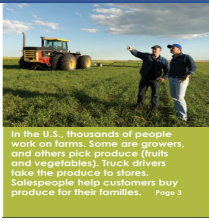 In the U.S., thousands of people
work on farms. Some are growers,
and others pick produce (fruits
and vegetables). Truck drivers
take the produce to stores.
Salespeople help customers buy
produce for their families. Page 3